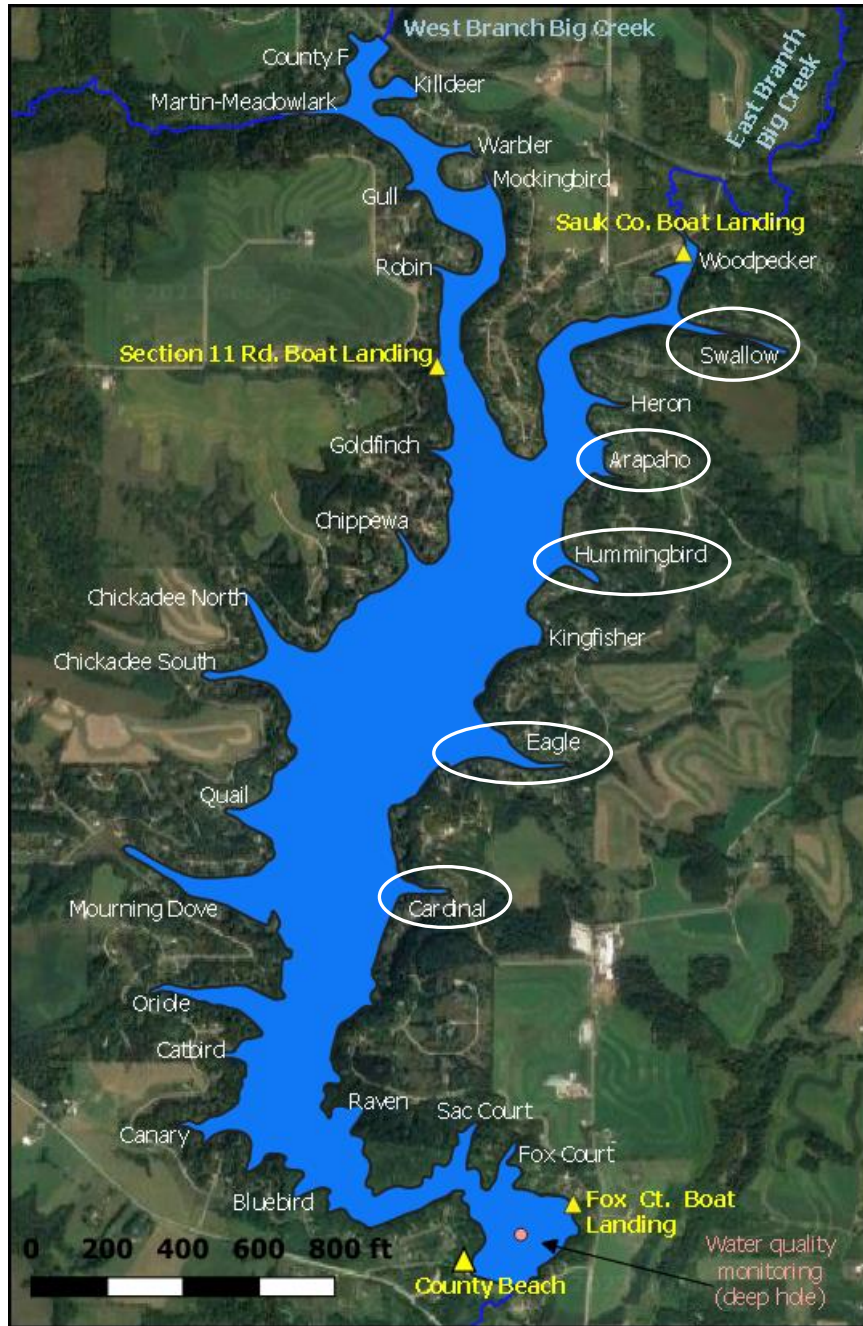 West Branch Big Creek
County F
Killdeer
Martin-Meadowlark
East Branch
Big Creek
Warbler
Mockingbird
Gull
Sauk Co. Boat Landing
Woodpecker
Robin
Section 11 Rd. Boat Landing
Swallow
Heron
Goldfinch
Arapaho
Chippewa
Hummingbird
Chickadee North
Kingfisher
Chickadee South
Eagle
Quail
Mourning Dove
Cardinal
Oriole
Catbird
Raven
Sac Court
Canary
Fox Court
Bluebird
Fox Ct. Boat
Landing
0 200 400 600 800 ft
Water quality
monitoring
(deep hole)
County Beach